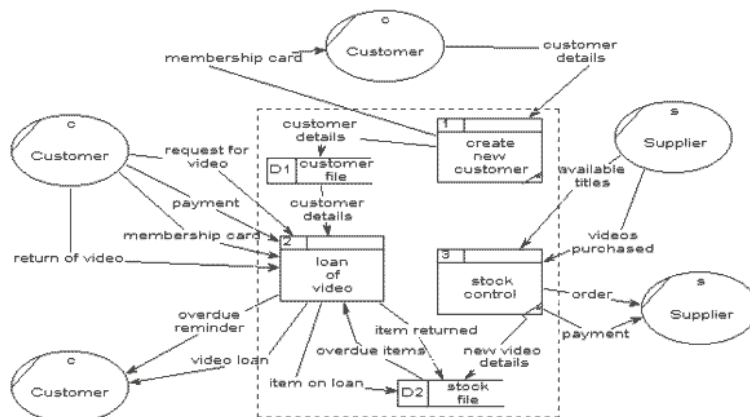 c
Customer
membership card
customer
details
c
Customer
request for
video
payment
membership card
return of video
customer
details
D1
customer
file
customer
details
1
create
new
customer
s
Supplier
available
titles
videos
purchased
2
loan
of
video
3
stock
control
order
payment
s
Supplier
overdue
reminder
video loan
item on loan
overdue items
item returned
new video
details
D2
stock
file
c
Customer